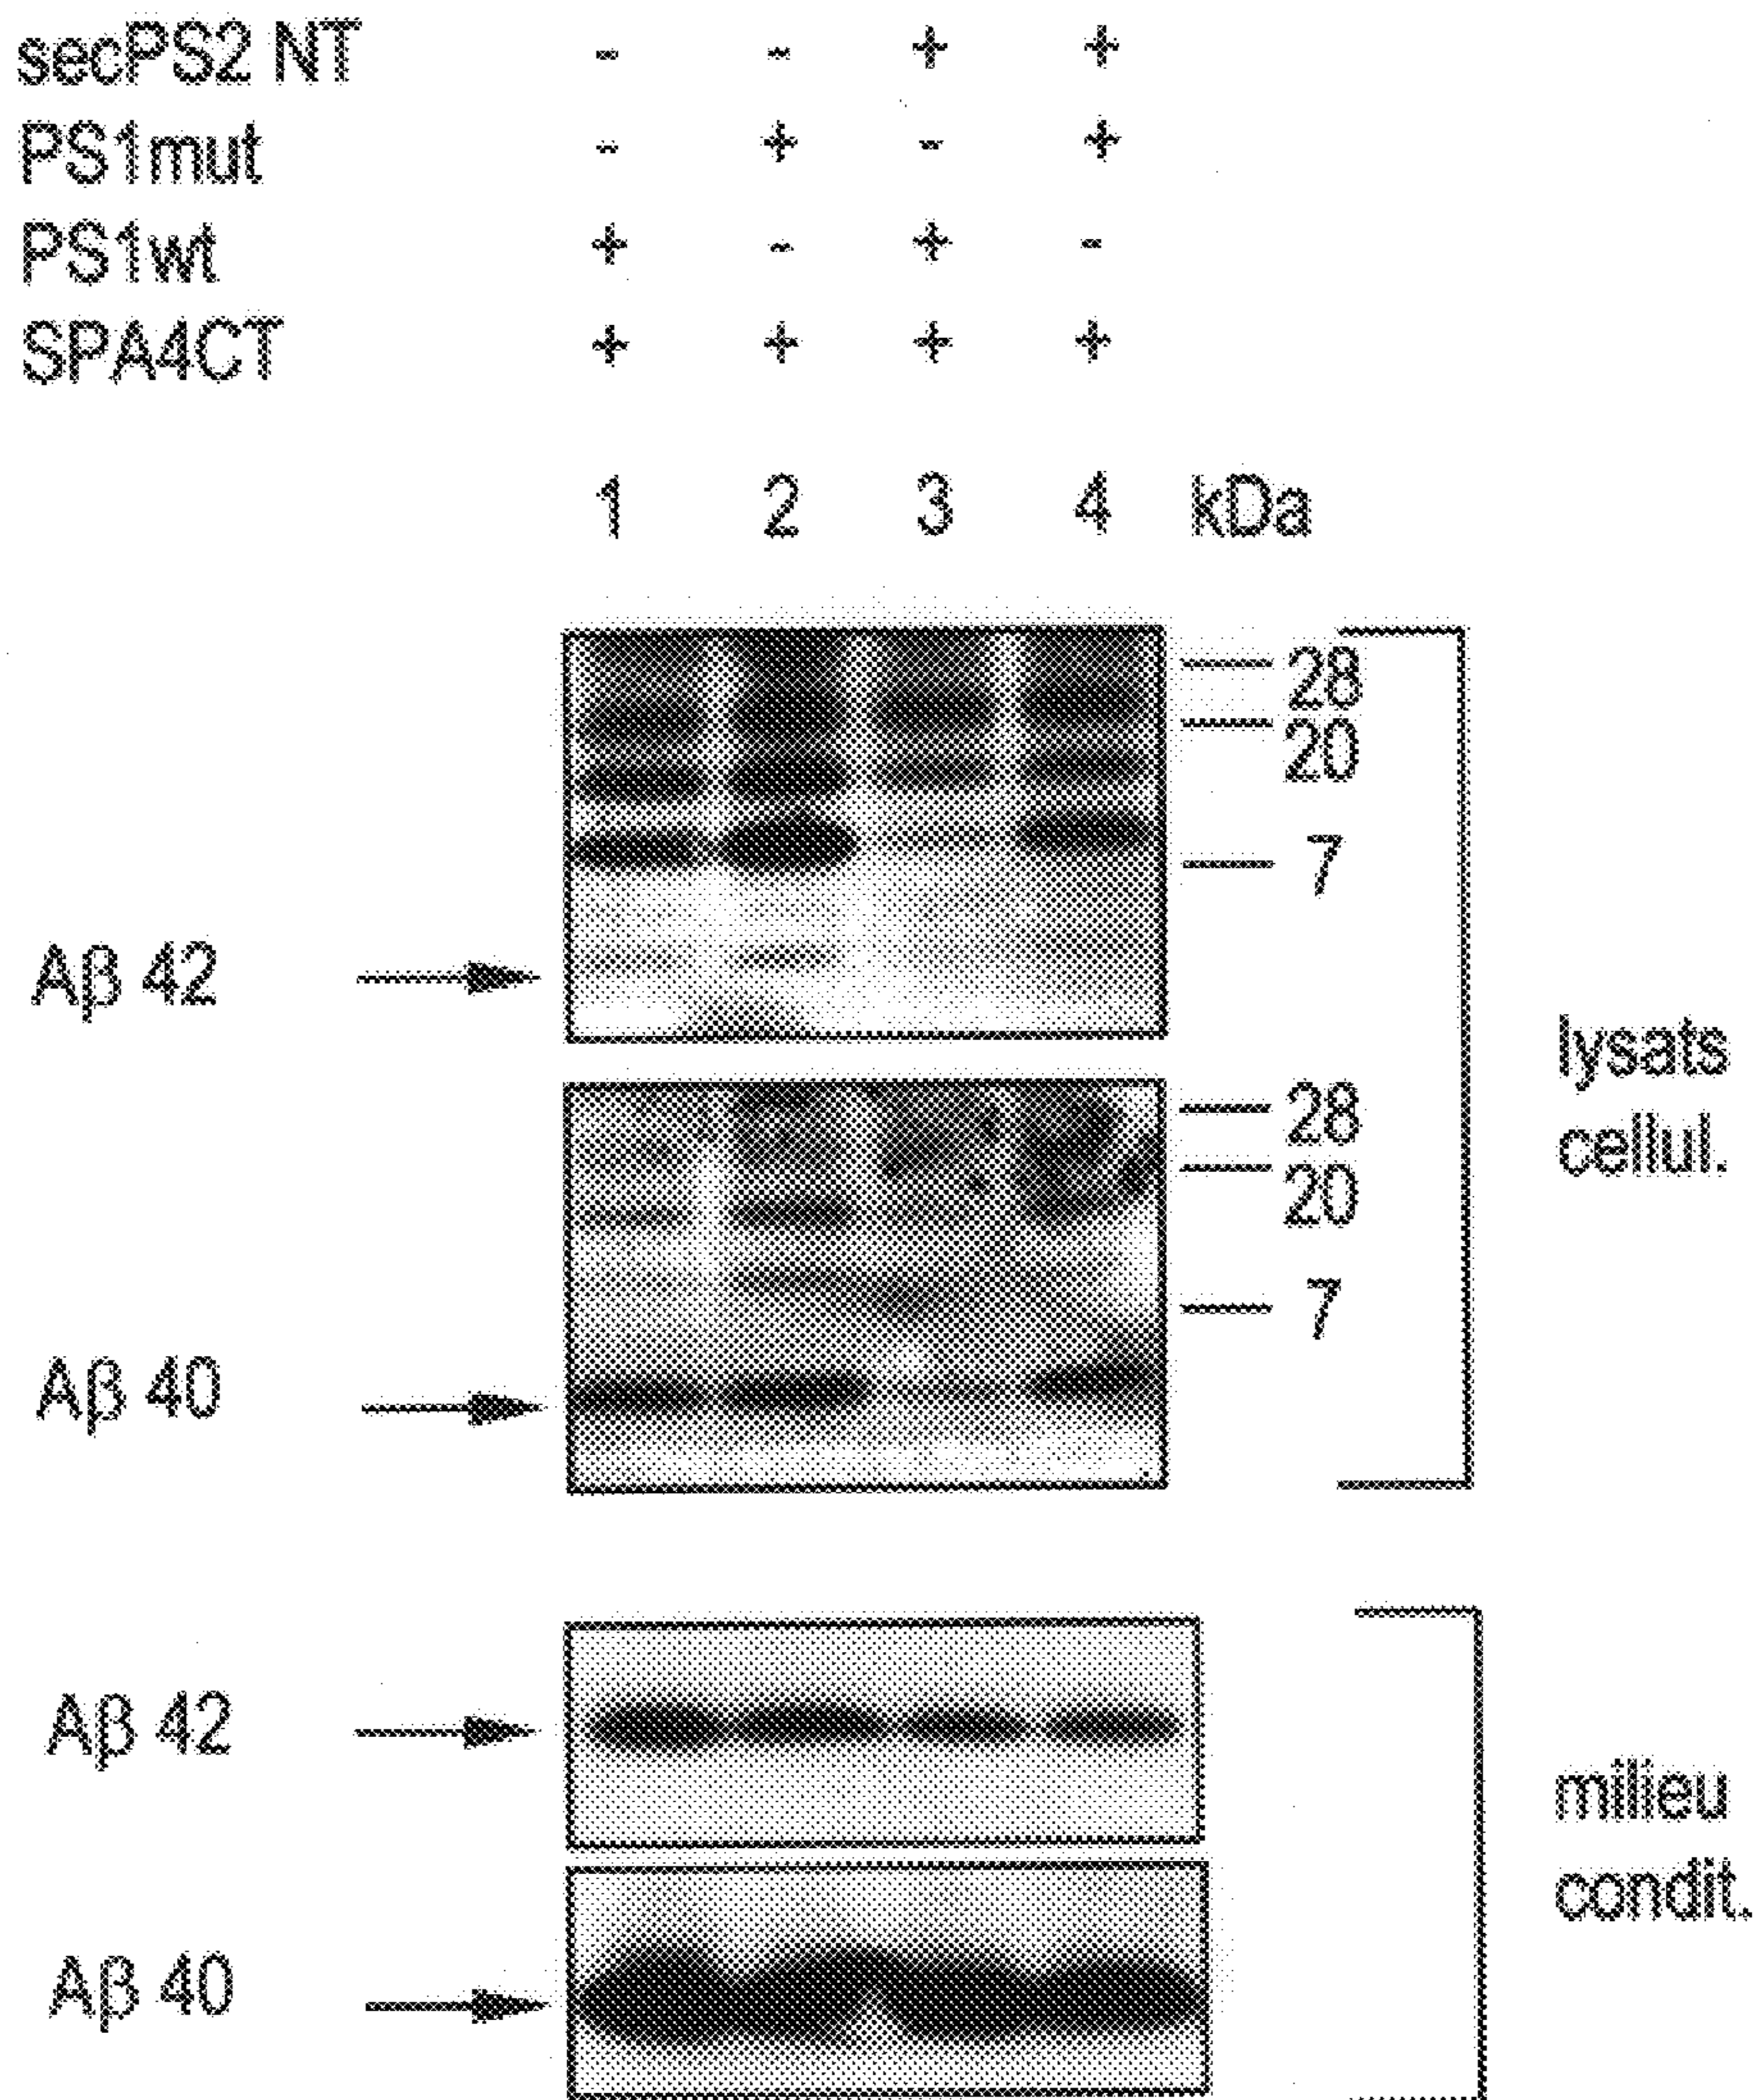 secPS2 NT - - + +
PS1mut - + - +
PS1wt + - + -
SPA4CT + + + +
1 2 3 4 kDa
28
20
7
Aβ 42
lysats
cellul.
28
20
7
Aβ 40
Aβ 42
milieu
condit.
Aβ 40